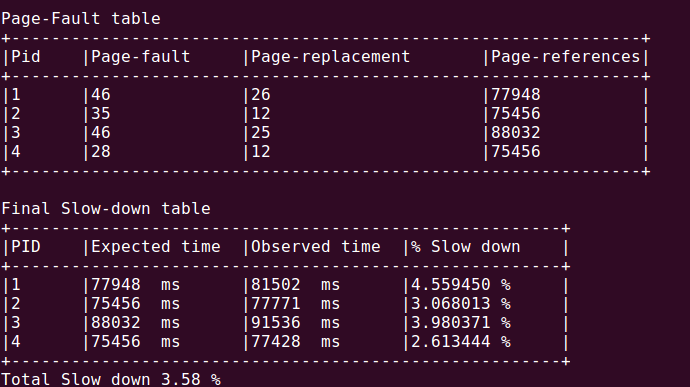 Page-Fault table
+---------------------------------------------------------------+
|Pid    |Page-fault     |Page-replacement       |Page-references|
+---------------------------------------------------------------+
|1      |46             |26                     |77948          |
|2      |35             |12                     |75456          |
|3      |46             |25                     |88032          |
|4      |28             |12                     |75456          |
+---------------------------------------------------------------+

Final Slow-down table
+-------------------------------------------------------+
|PID    |Expected time  |Observed time  |% Slow down    |
+-------------------------------------------------------+
|1      |77948  ms      |81502  ms      |4.559450 %     |
|2      |75456  ms      |77771  ms      |3.068013 %     |
|3      |88032  ms      |91536  ms      |3.980371 %     |
|4      |75456  ms      |77428  ms      |2.613444 %     |
+-------------------------------------------------------+
Total Slow down 3.58 %